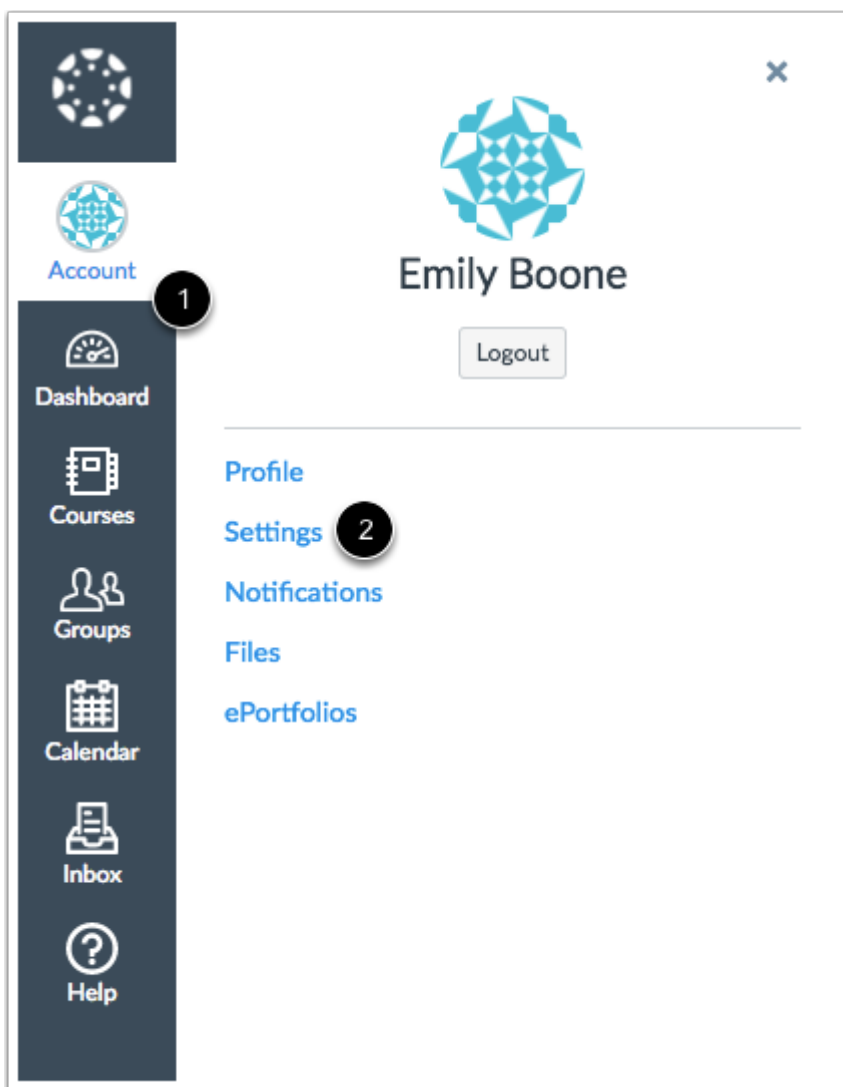 Account
1
Dashboard
Courses
Groups
Calendar
Inbox
Help
Emily Boone
Logout
Profile
Settings 2
Notifications
Files
ePortfolios